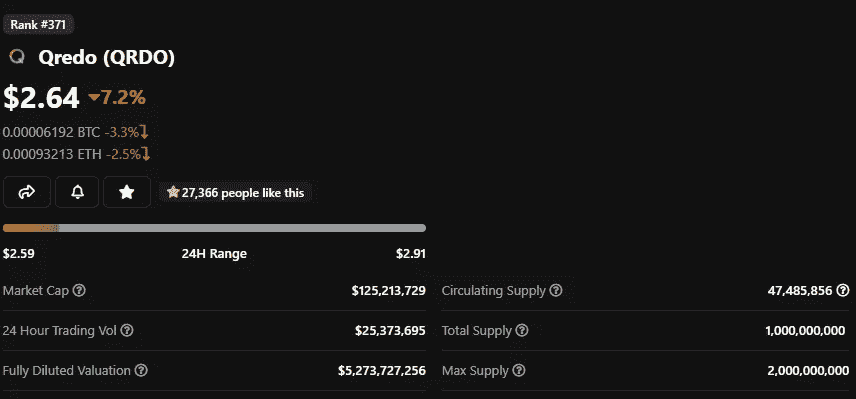 Rank #371
Qredo (QRDO)
$2.64 7.2%
0.00006192 BTC -3.3%
0.00093213 ETH -2.5%
27,366 people like this
$2.59 24H Range $2.91
Market Cap $125,213,729 Circulating Supply 47,485,856
24 Hour Trading Vol $25,373,695 Total Supply 1,000,000,000
Fully Diluted Valuation $5,273,727,256 Max Supply 2,000,000,000